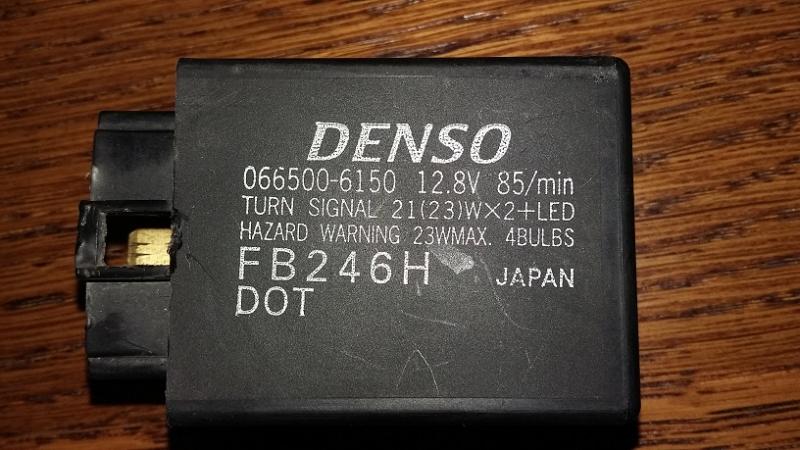 DENSO
066500-6150 12.8V 85/min
TURN SIGNAL 21(23)W×2+LED
HAZARD WARNING 23WMAX. 4BULBS
FB246H JAPAN
DOT